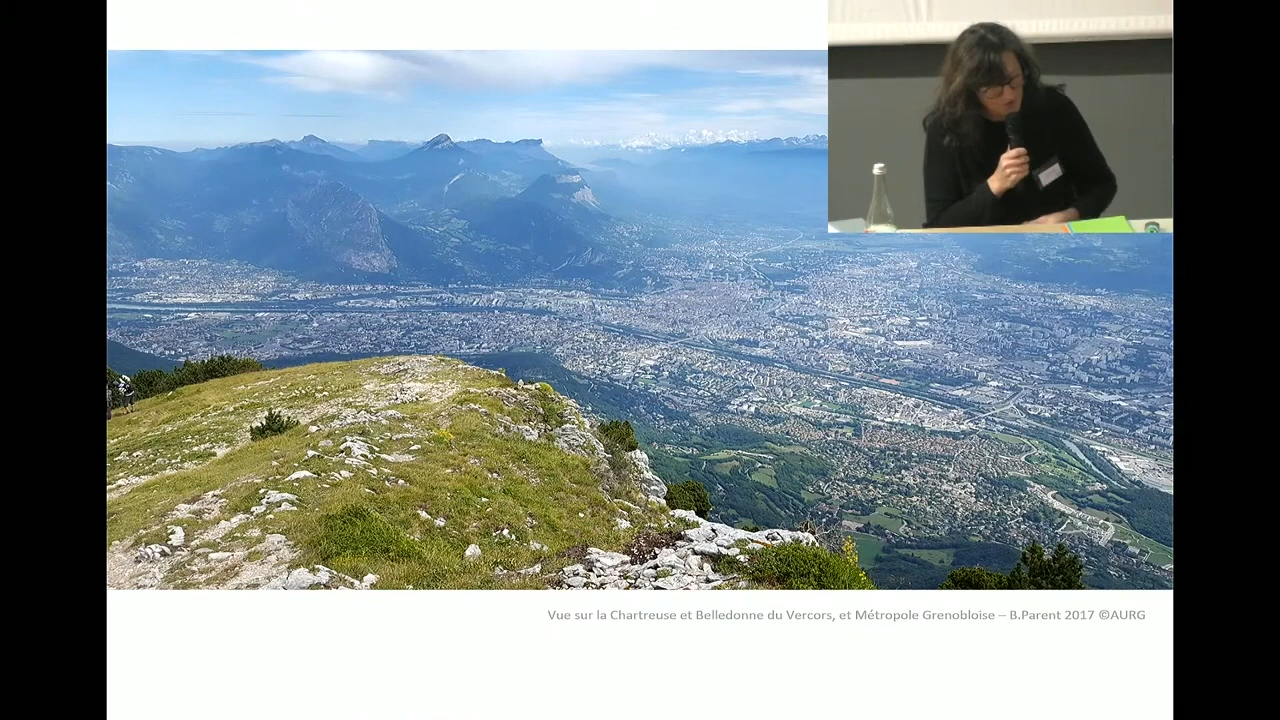 Vue sur la Chartreuse et Belledonne du Vercors, et Métropole Grenobloise – B.Parent 2017 ©AURG